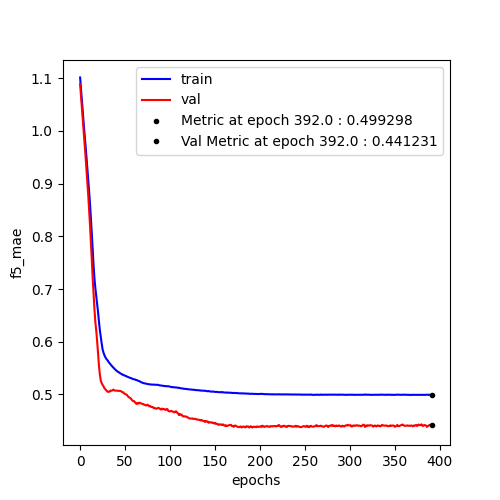 train
val
Metric at epoch 392.0 : 0.499298
Val Metric at epoch 392.0 : 0.441231
1.1
1.0
0.9
0.8
0.7
0.6
0.5
f5_mae
0 50 100 150 200 250 300 350 400
epochs